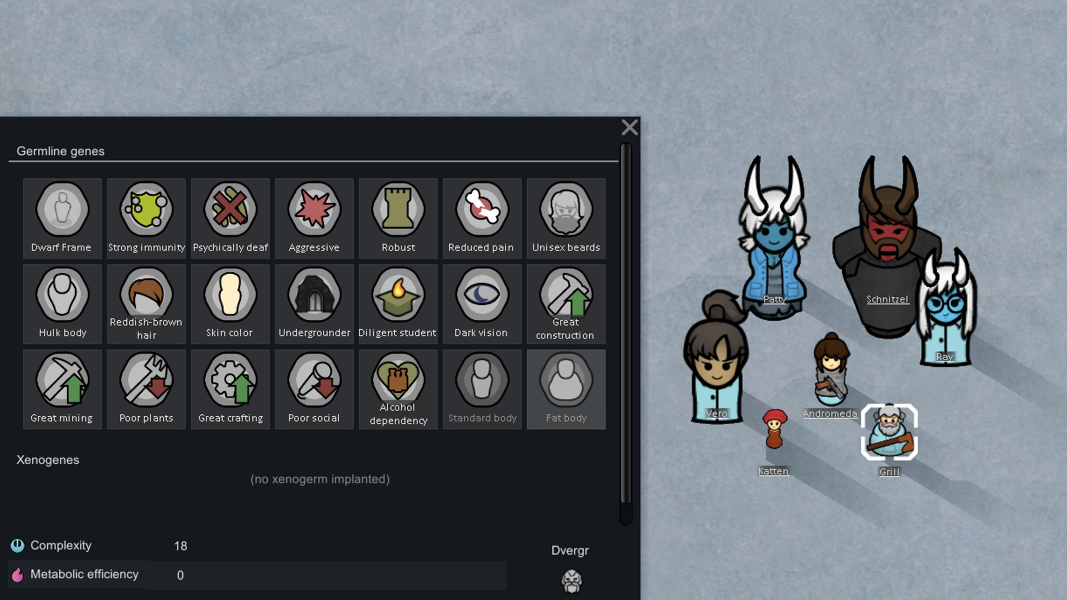 Germline genes
Dwarf Frame
Strong immunity
Psychically deaf
Aggressive
Robust
Reduced pain
Unisex beards
Hulk body
Reddish-brown
hair
Skin color
Undergrounder
Diligent student
Dark vision
Great
construction
Great mining
Poor plants
Great crafting
Poor social
Alcohol
dependency
Standard body
Fat body
Xenogenes
(no xenogerm implanted)
Complexity 18
Metabolic efficiency 0
Dvergr
Patty
Schnitzel
Ray
Vero
Andromeda
Katten
Grill